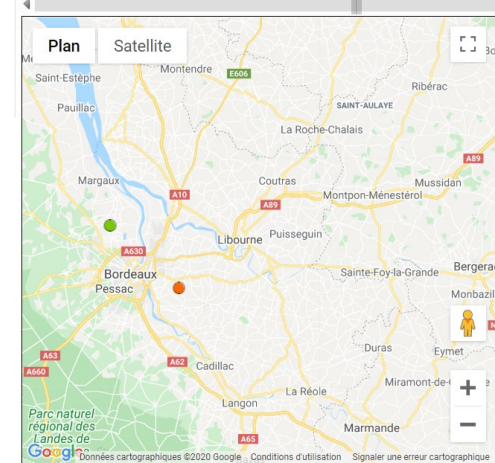 Plan Satellite
E606
Montendre
Saint-Estèphe
Ribérac
Pauillac
SAINT-AULAYE
La Roche-Chalais
A89
Margaux
Coutras
Mussidan
A10
Montpon-Ménestérol
A89
Puisseguin
Libourne
A630
Bordeaux
Sainte-Foy-la-Grande
Bergerac
Pessac
Monbazil
Duras
Eymet
A63
A62
Cadillac
A660
Miramont-de-
La Réole
Langon
Parc naturel
régional des
Landes de
Marmande
A65
Google
Données cartographiques ©2020 Google Conditions d'utilisation Signaler une erreur cartographique